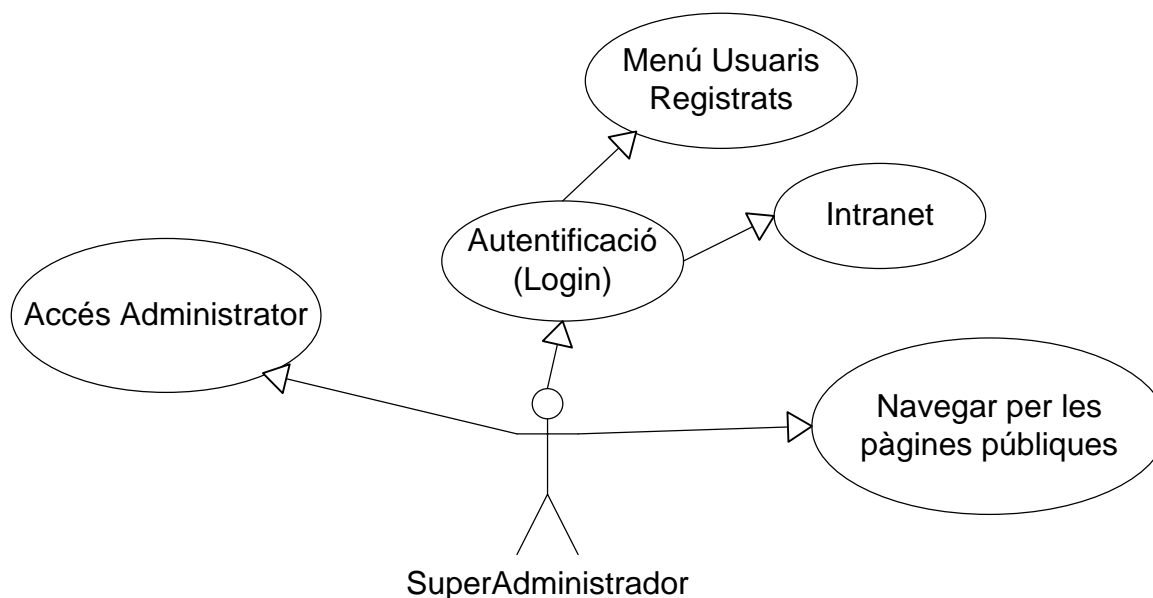 Menú Usuaris
Registrats
Intranet
Autentificació
(Login)
Accés Administrator
Navegar per les
pàgines públiques
SuperAdministrador